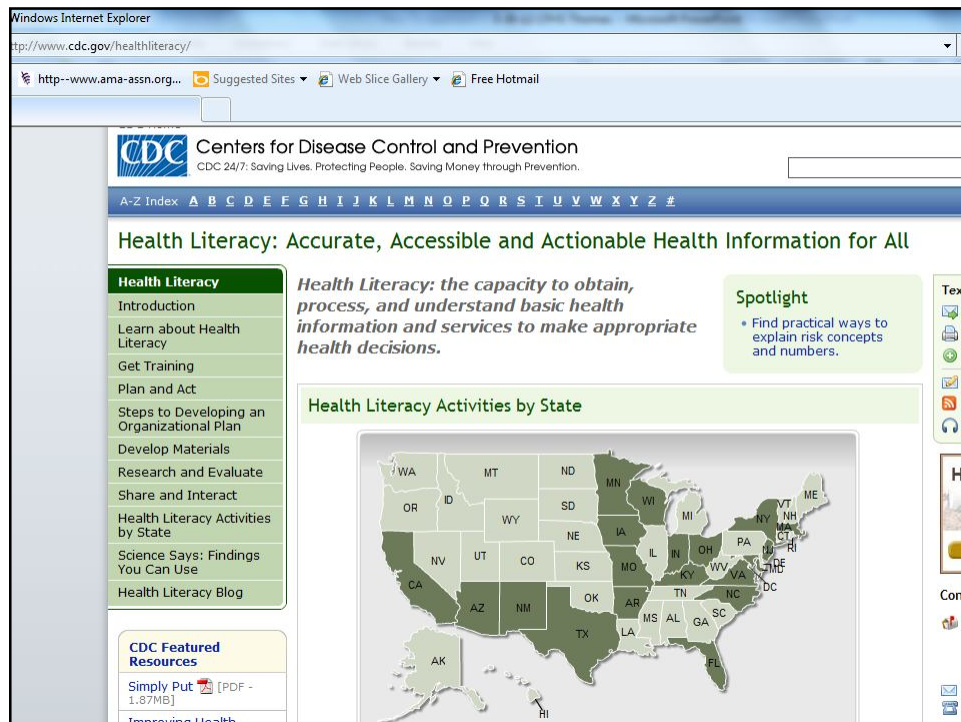 Windows Internet Explorer
ttp://www.cdc.gov/healthliteracy/
http--www.ama-assn.org... Suggested Sites Web Slice Gallery Free Hotmail
CDC Centers for Disease Control and Prevention
CDC 24/7: Saving Lives. Protecting People. Saving Money through Prevention.
A-Z Index A B C D E F G H I J K L M N O P Q R S T U V W X Y Z #
Health Literacy: Accurate, Accessible and Actionable Health Information for All
Health Literacy
Introduction
Learn about Health
Literacy
Get Training
Plan and Act
Steps to Developing an
Organizational Plan
Develop Materials
Research and Evaluate
Share and Interact
Health Literacy Activities
by State
Science Says: Findings
You Can Use
Health Literacy Blog
CDC Featured
Resources
Simply Put [PDF -
1.87MB]
Improving Health
Health Literacy: the capacity to obtain,
process, and understand basic health
information and services to make appropriate
health decisions.
Spotlight
• Find practical ways to
explain risk concepts
and numbers.
Health Literacy Activities by State
WA MT ND MN ME
OR ID SD WI MI VT NH
WY NY MA
NE IA CT RI
NV UT CO IL IN OH PA NJ
KS MO KY WV VA DE MD
CA DC
AZ NM OK AR TN NC
TX MS AL GA SC
LA
AK FL
HI
Tex
H
Con